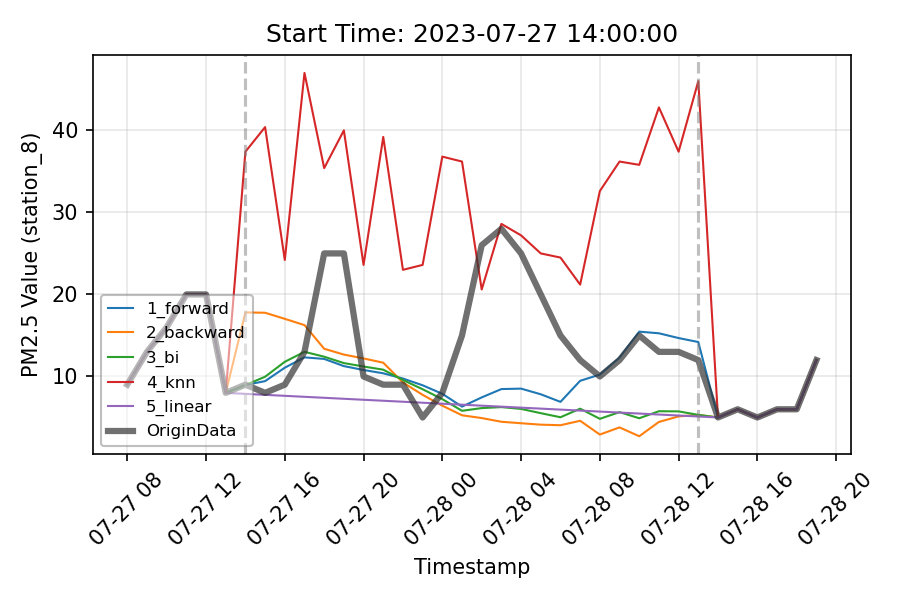 Start Time: 2023-07-27 14:00:00
PM2.5 Value (station_8)
40
30
20
10
1_forward
2_backward
3_bi
4_knn
5_linear
OriginData
07-27 08
07-27 12
07-27 16
07-27 20
07-28 00
07-28 04
07-28 08
07-28 12
07-28 16
07-28 20
Timestamp